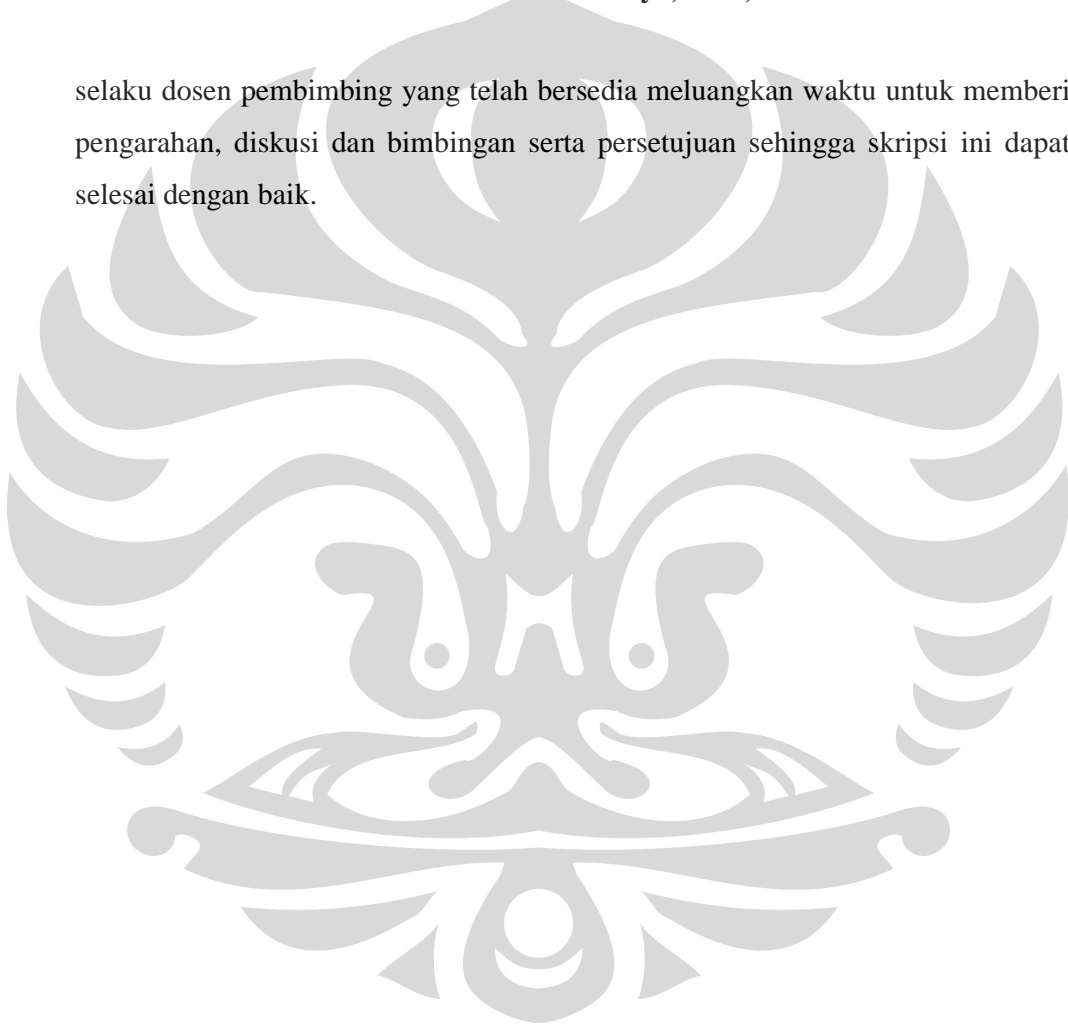 selaku dosen pembimbing yang telah bersedia meluangkan waktu untuk memberi
pengarahan, diskusi dan bimbingan serta persetujuan sehingga skripsi ini dapat
selesai dengan baik.